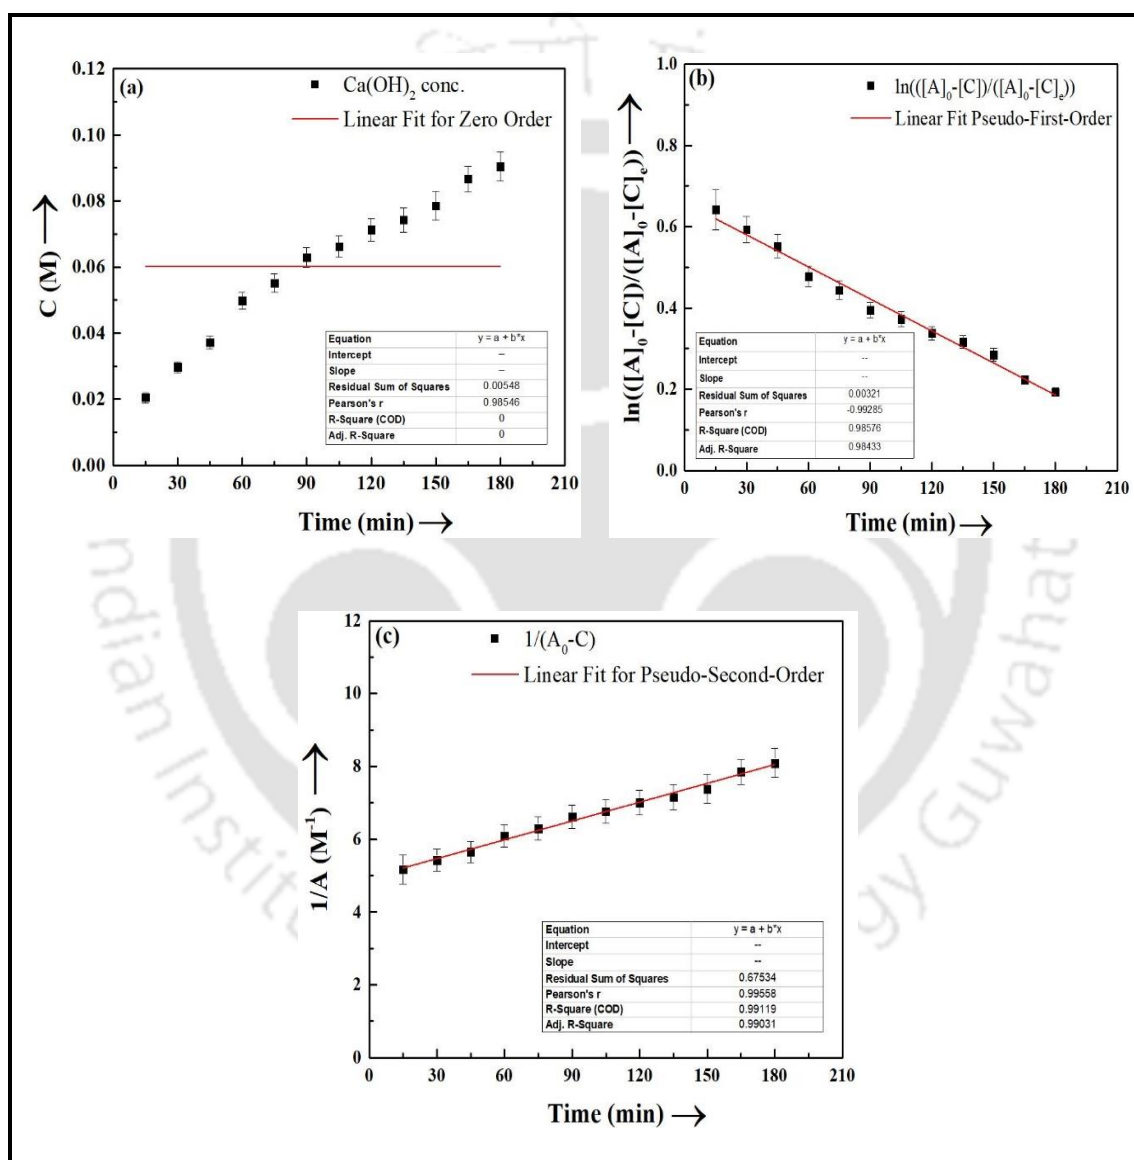 (a)
Ca(OH)₂ conc.
Linear Fit for Zero Order
C (M)
0.12
0.10
0.08
0.06
0.04
0.02
0.00
Equation y = a + b*x
Intercept --
Slope --
Residual Sum of Squares 0.00548
Pearson's r 0.98546
R-Square (COD) 0
Adj. R-Square 0
0 30 60 90 120 150 180 210
Time (min)
(b)
ln(([A]₀-[C])/([A]₀-[C]ₑ))
Linear Fit Pseudo-First-Order
ln(([A]₀-[C])/([A]₀-[C]ₑ))
1.0
0.8
0.6
0.4
0.2
0.0
Equation y = a + b*x
Intercept --
Slope --
Residual Sum of Squares 0.00321
Pearson's r -0.99285
R-Square (COD) 0.98576
Adj. R-Square 0.98433
0 30 60 90 120 150 180 210
Time (min)
(c)
1/(A₀-C)
Linear Fit for Pseudo-Second-Order
1/A (M⁻¹)
12
10
8
6
4
2
0
Equation y = a + b*x
Intercept --
Slope --
Residual Sum of Squares 0.67534
Pearson's r 0.99558
R-Square (COD) 0.99119
Adj. R-Square 0.99031
0 30 60 90 120 150 180 210
Time (min)
Indian
Guwahat